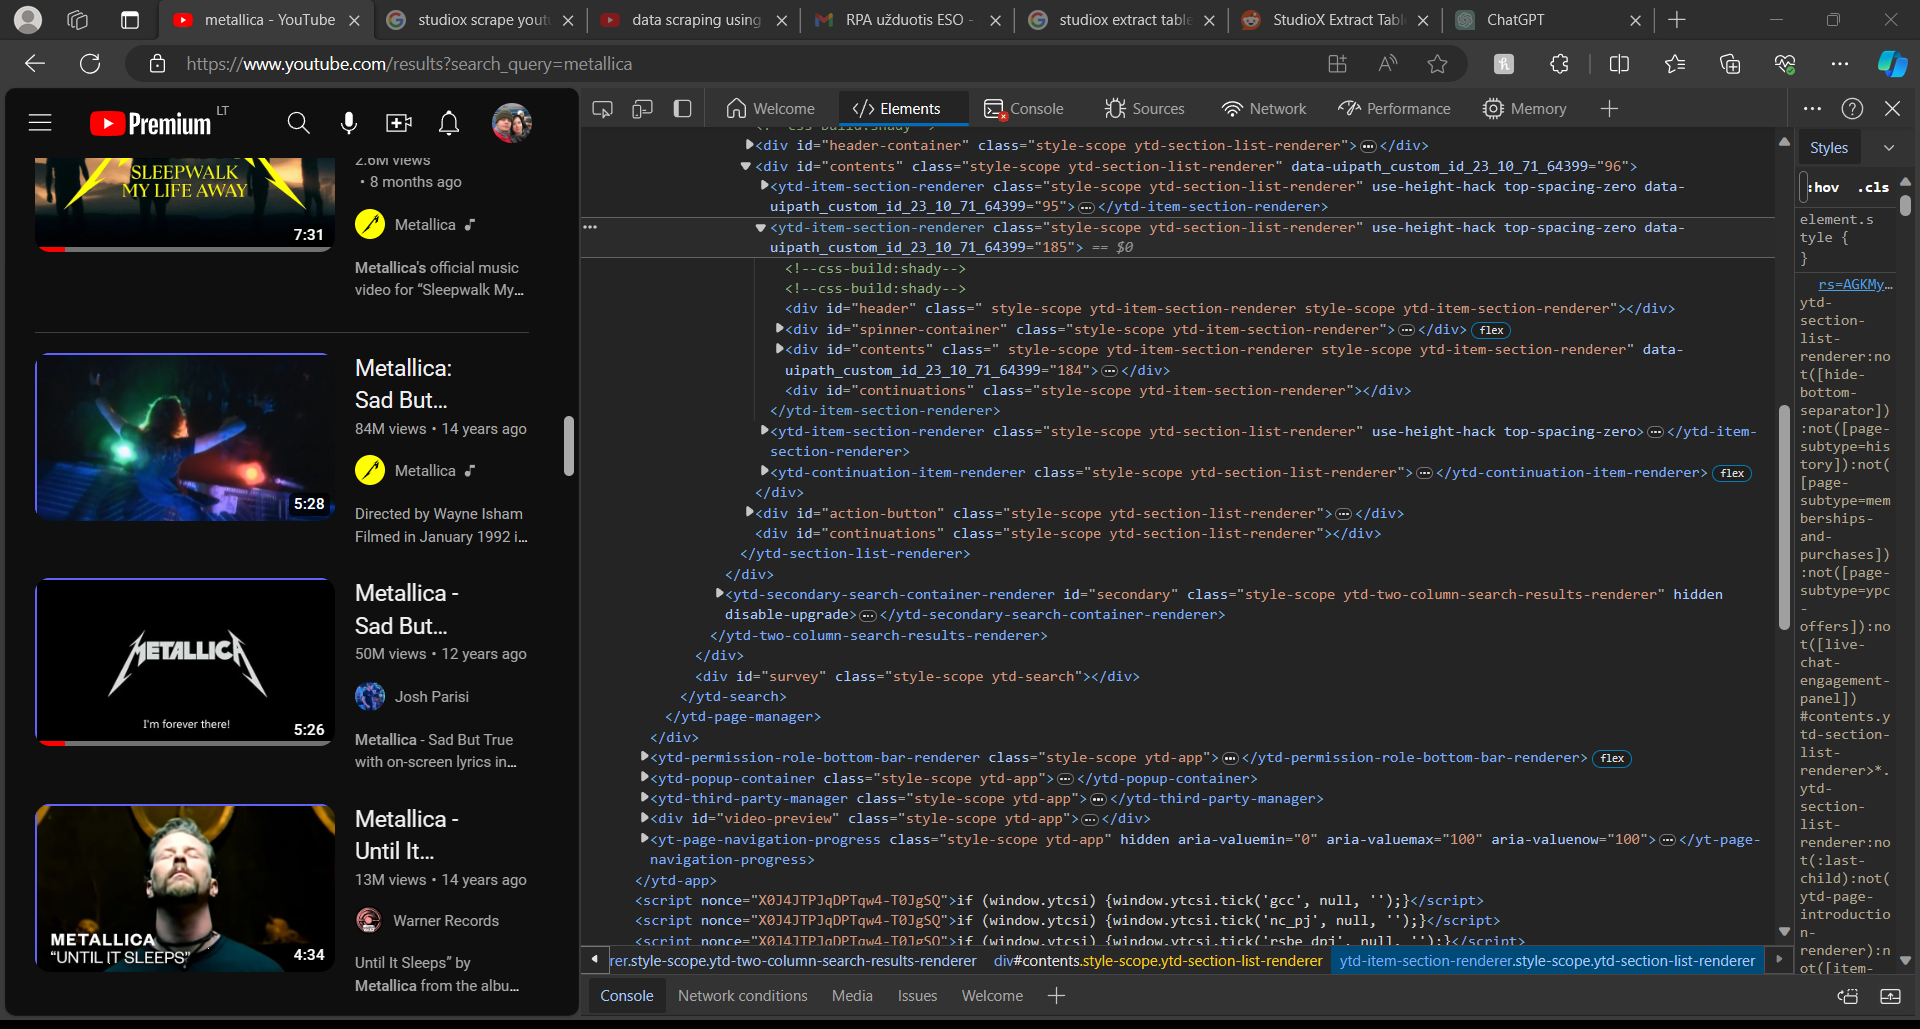 metallica - YouTube
studiox scrape yout
data scraping using
RPA užduotis ESO -
studiox extract table
StudioX Extract Tabl
ChatGPT
https://www.youtube.com/results?search_query=metallica
Premium LT
SLEEPWALK
MY LIFE AWAY
7:31
2.6M views
• 8 months ago
Metallica
Metallica's official music
video for “Sleepwalk My...
Metallica:
Sad But...
84M views • 14 years ago
Metallica
5:28
Directed by Wayne Isham
Filmed in January 1992 i...
METALLICA
I'm forever there!
5:26
Metallica -
Sad But...
50M views • 12 years ago
Josh Parisi
Metallica - Sad But True
with on-screen lyrics in...
METALLICA
“UNTIL IT SLEEPS”
4:34
Metallica -
Until It...
13M views • 14 years ago
Warner Records
Until It Sleeps” by
Metallica from the albu...
Welcome
</> Elements
Console
Sources
Network
Performance
Memory
<!--css-build:shady-->
<div id="header-container" class="style-scope ytd-section-list-renderer">…</div>
<div id="contents" class="style-scope ytd-section-list-renderer" data-uipath_custom_id_23_10_71_64399="96">
<ytd-item-section-renderer class="style-scope ytd-section-list-renderer" use-height-hack top-spacing-zero data-
uipath_custom_id_23_10_71_64399="95">…</ytd-item-section-renderer>
<ytd-item-section-renderer class="style-scope ytd-section-list-renderer" use-height-hack top-spacing-zero data-
uipath_custom_id_23_10_71_64399="185"> == $0
<!--css-build:shady-->
<!--css-build:shady-->
<div id="header" class=" style-scope ytd-item-section-renderer style-scope ytd-item-section-renderer"></div>
<div id="spinner-container" class="style-scope ytd-item-section-renderer">…</div> flex
<div id="contents" class=" style-scope ytd-item-section-renderer style-scope ytd-item-section-renderer" data-
uipath_custom_id_23_10_71_64399="184">…</div>
<div id="continuations" class="style-scope ytd-item-section-renderer"></div>
</ytd-item-section-renderer>
<ytd-item-section-renderer class="style-scope ytd-section-list-renderer" use-height-hack top-spacing-zero>…</ytd-item-
section-renderer>
<ytd-continuation-item-renderer class="style-scope ytd-section-list-renderer">…</ytd-continuation-item-renderer> flex
</div>
<div id="action-button" class="style-scope ytd-section-list-renderer">…</div>
<div id="continuations" class="style-scope ytd-section-list-renderer"></div>
</ytd-section-list-renderer>
</div>
<ytd-secondary-search-container-renderer id="secondary" class="style-scope ytd-two-column-search-results-renderer" hidden
disable-upgrade>…</ytd-secondary-search-container-renderer>
</ytd-two-column-search-results-renderer>
</div>
<div id="survey" class="style-scope ytd-search"></div>
</ytd-search>
</ytd-page-manager>
</div>
<ytd-permission-role-bottom-bar-renderer class="style-scope ytd-app">…</ytd-permission-role-bottom-bar-renderer> flex
<ytd-popup-container class="style-scope ytd-app">…</ytd-popup-container>
<ytd-third-party-manager class="style-scope ytd-app">…</ytd-third-party-manager>
<div id="video-preview" class="style-scope ytd-app">…</div>
<yt-page-navigation-progress class="style-scope ytd-app" hidden aria-valuemin="0" aria-valuemax="100" aria-valuenow="100">…</yt-page-
navigation-progress>
</ytd-app>
<script nonce="X0J4JTPJqDPTqw4-T0JgSQ">if (window.ytcsi) {window.ytcsi.tick('gcc', null, '');}</script>
<script nonce="X0J4JTPJqDPTqw4-T0JgSQ">if (window.ytcsi) {window.ytcsi.tick('nc_pj', null, '');}</script>
<script nonce="X0J4JTPJqDPTqw4-T0JgSQ">if (window.ytcsi) {window.ytcsi.tick('rsbe_dpj', null, '');}</script>
rer.style-scope.ytd-two-column-search-results-renderer
div#contents.style-scope.ytd-section-list-renderer
ytd-item-section-renderer.style-scope.ytd-section-list-renderer
Console
Network conditions
Media
Issues
Welcome
Styles
:hov .cls
element.s
tyle {
}
rs=AGKMy…
ytd-
section-
list-
renderer:no
t([hide-
bottom-
separator])
:not([page-
subtype=his
tory]):not(
[page-
subtype=mem
berships-
and-
purchases])
:not([page-
subtype=ypc
-
offers]):no
t([live-
chat-
engagement-
panel])
#contents.y
td-section-
list-
renderer>*.
ytd-
section-
list-
renderer:no
t(:last-
child):not(
ytd-page-
introductio
n-
renderer):n
ot([item-